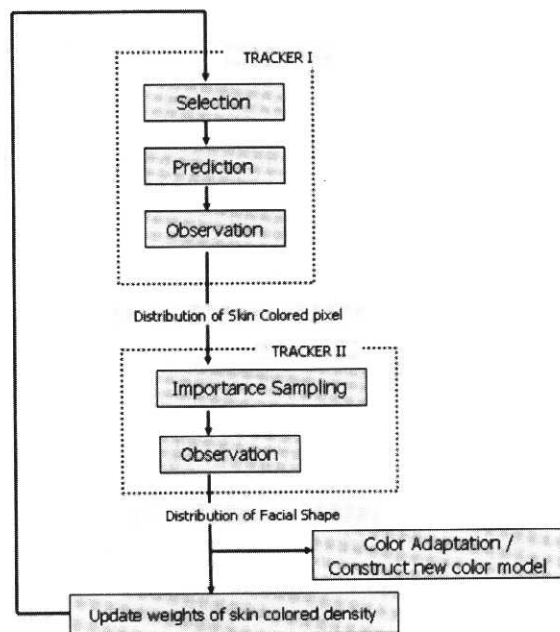 TRACKER I
Selection
Prediction
Observation
Distribution of Skin Colored pixel
TRACKER II
Importance Sampling
Observation
Distribution of Facial Shape
Color Adaptation /
Construct new color model
Update weights of skin colored density